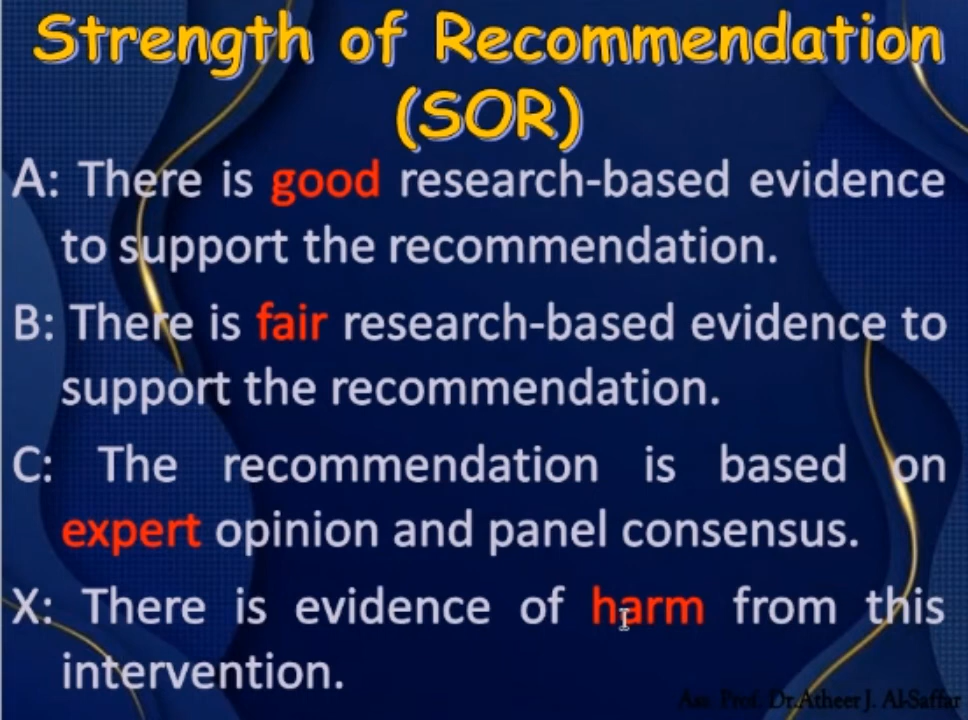 Strength of Recommendation
(SOR)
A: There is good research-based evidence
to support the recommendation.
B: There is fair research-based evidence to
support the recommendation.
C: The recommendation is based on
expert opinion and panel consensus.
X: There is evidence of harm from this
intervention.
Ass. Prof. Dr.Atheer J. Al-Saffar